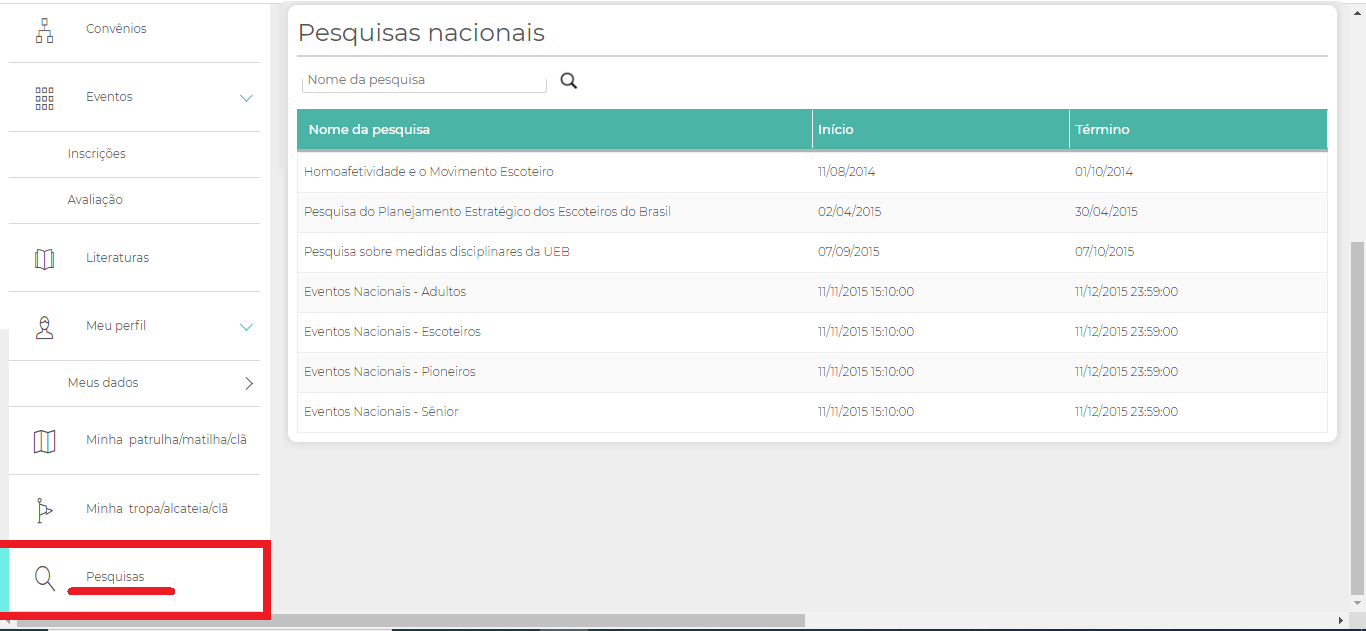 Convênios
Eventos
Inscrições
Avaliação
Literaturas
Meu perfil
Meus dados
Minha patrulha/matilha/clã
Minha tropa/alcateia/clã
Pesquisas
Pesquisas nacionais
Nome da pesquisa
Nome da pesquisa Início Término
Homoafetividade e o Movimento Escoteiro 11/08/2014 01/10/2014
Pesquisa do Planejamento Estratégico dos Escoteiros do Brasil 02/04/2015 30/04/2015
Pesquisa sobre medidas disciplinares da UEB 07/09/2015 07/10/2015
Eventos Nacionais - Adultos 11/11/2015 15:10:00 11/12/2015 23:59:00
Eventos Nacionais - Escoteiros 11/11/2015 15:10:00 11/12/2015 23:59:00
Eventos Nacionais - Pioneiros 11/11/2015 15:10:00 11/12/2015 23:59:00
Eventos Nacionais - Sênior 11/11/2015 15:10:00 11/12/2015 23:59:00